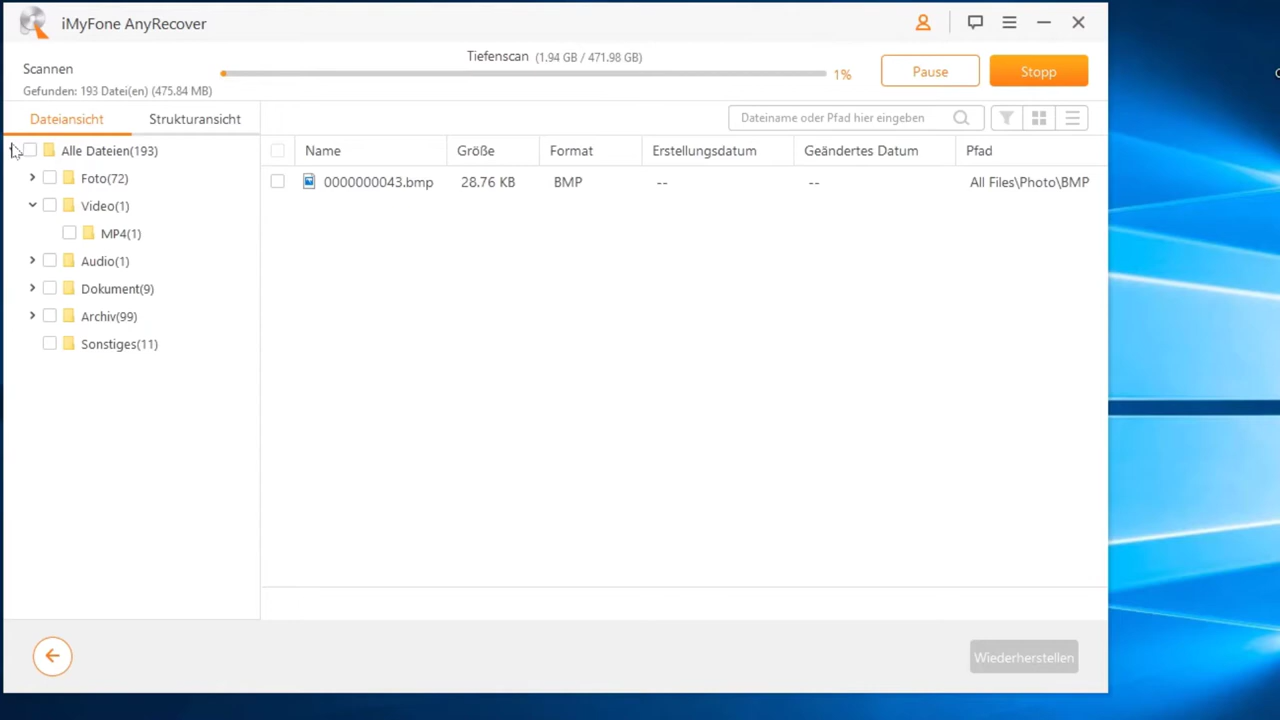 iMyFone AnyRecover
Tiefenscan (1.94 GB / 471.98 GB)
Scannen
1%
Pause
Stopp
Gefunden: 193 Datei(en) (475.84 MB)
Dateiansicht
Strukturansicht
Dateiname oder Pfad hier eingeben
Alle Dateien(193)
Foto(72)
Video(1)
MP4(1)
Audio(1)
Dokument(9)
Archiv(99)
Sonstiges(11)
Name Größe Format Erstellungsdatum Geändertes Datum Pfad
0000000043.bmp 28.76 KB BMP -- -- All Files\Photo\BMP
Wiederherstellen